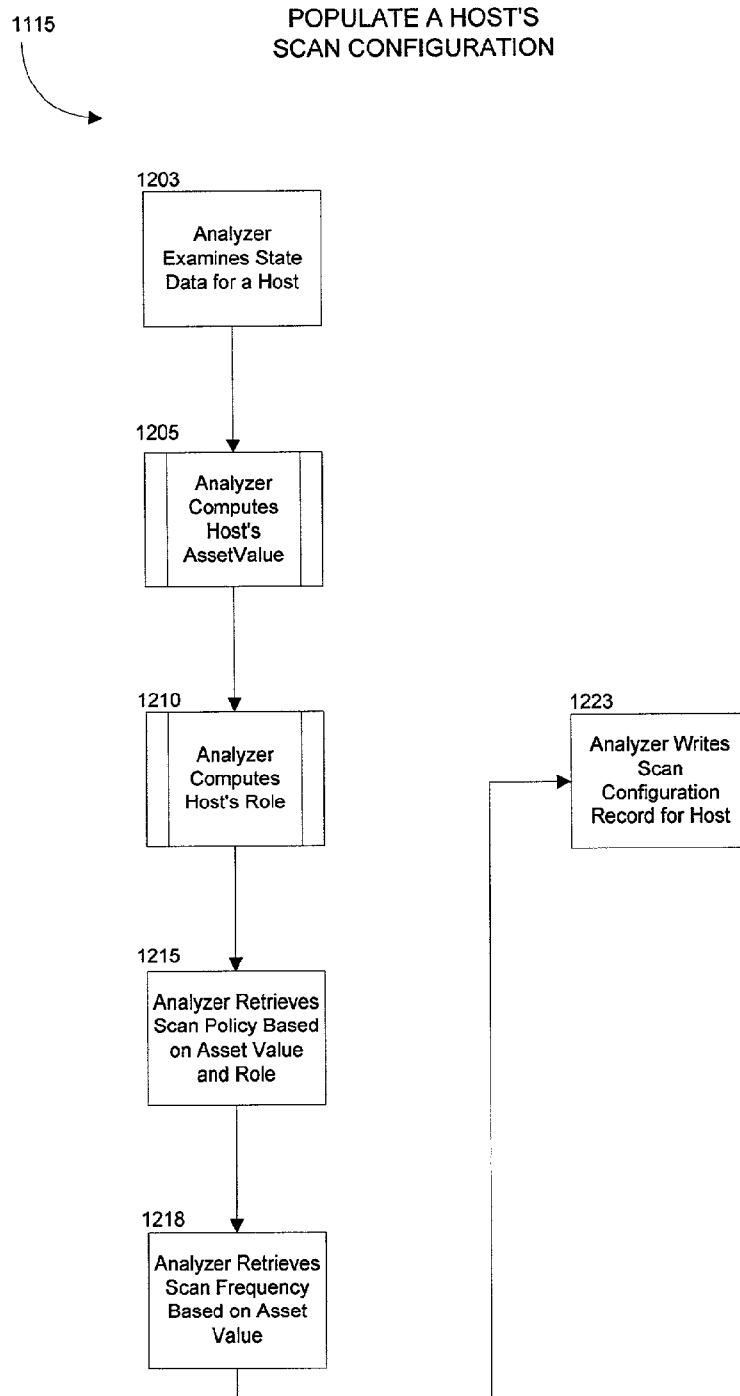 1115
POPULATE A HOST'S
SCAN CONFIGURATION
1203
Analyzer
Examines State
Data for a Host
1205
Analyzer
Computes
Host's
AssetValue
1210
Analyzer
Computes
Host's Role
1215
Analyzer Retrieves
Scan Policy Based
on Asset Value
and Role
1218
Analyzer Retrieves
Scan Frequency
Based on Asset
Value
1223
Analyzer Writes
Scan
Configuration
Record for Host